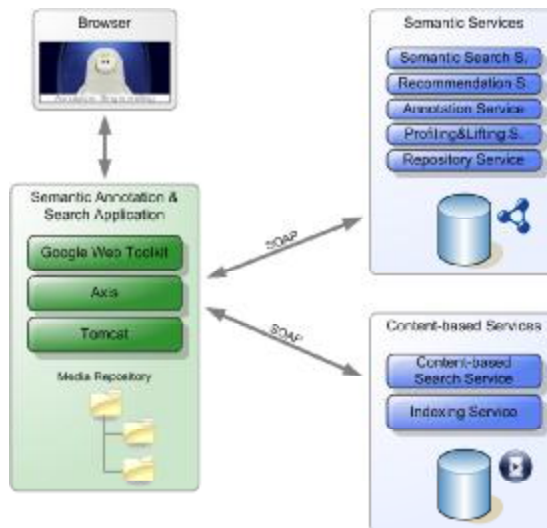 Browser
Semantic Annotation &
Search Application
Google Web Toolkit
Axis
Tomcat
Media Repository
SOAP
SOAP
Semantic Services
Semantic Search S.
Recommendation S.
Annotation Service
Profiling&Lifting S.
Repository Service
Content-based Services
Content-based
Search Service
Indexing Service